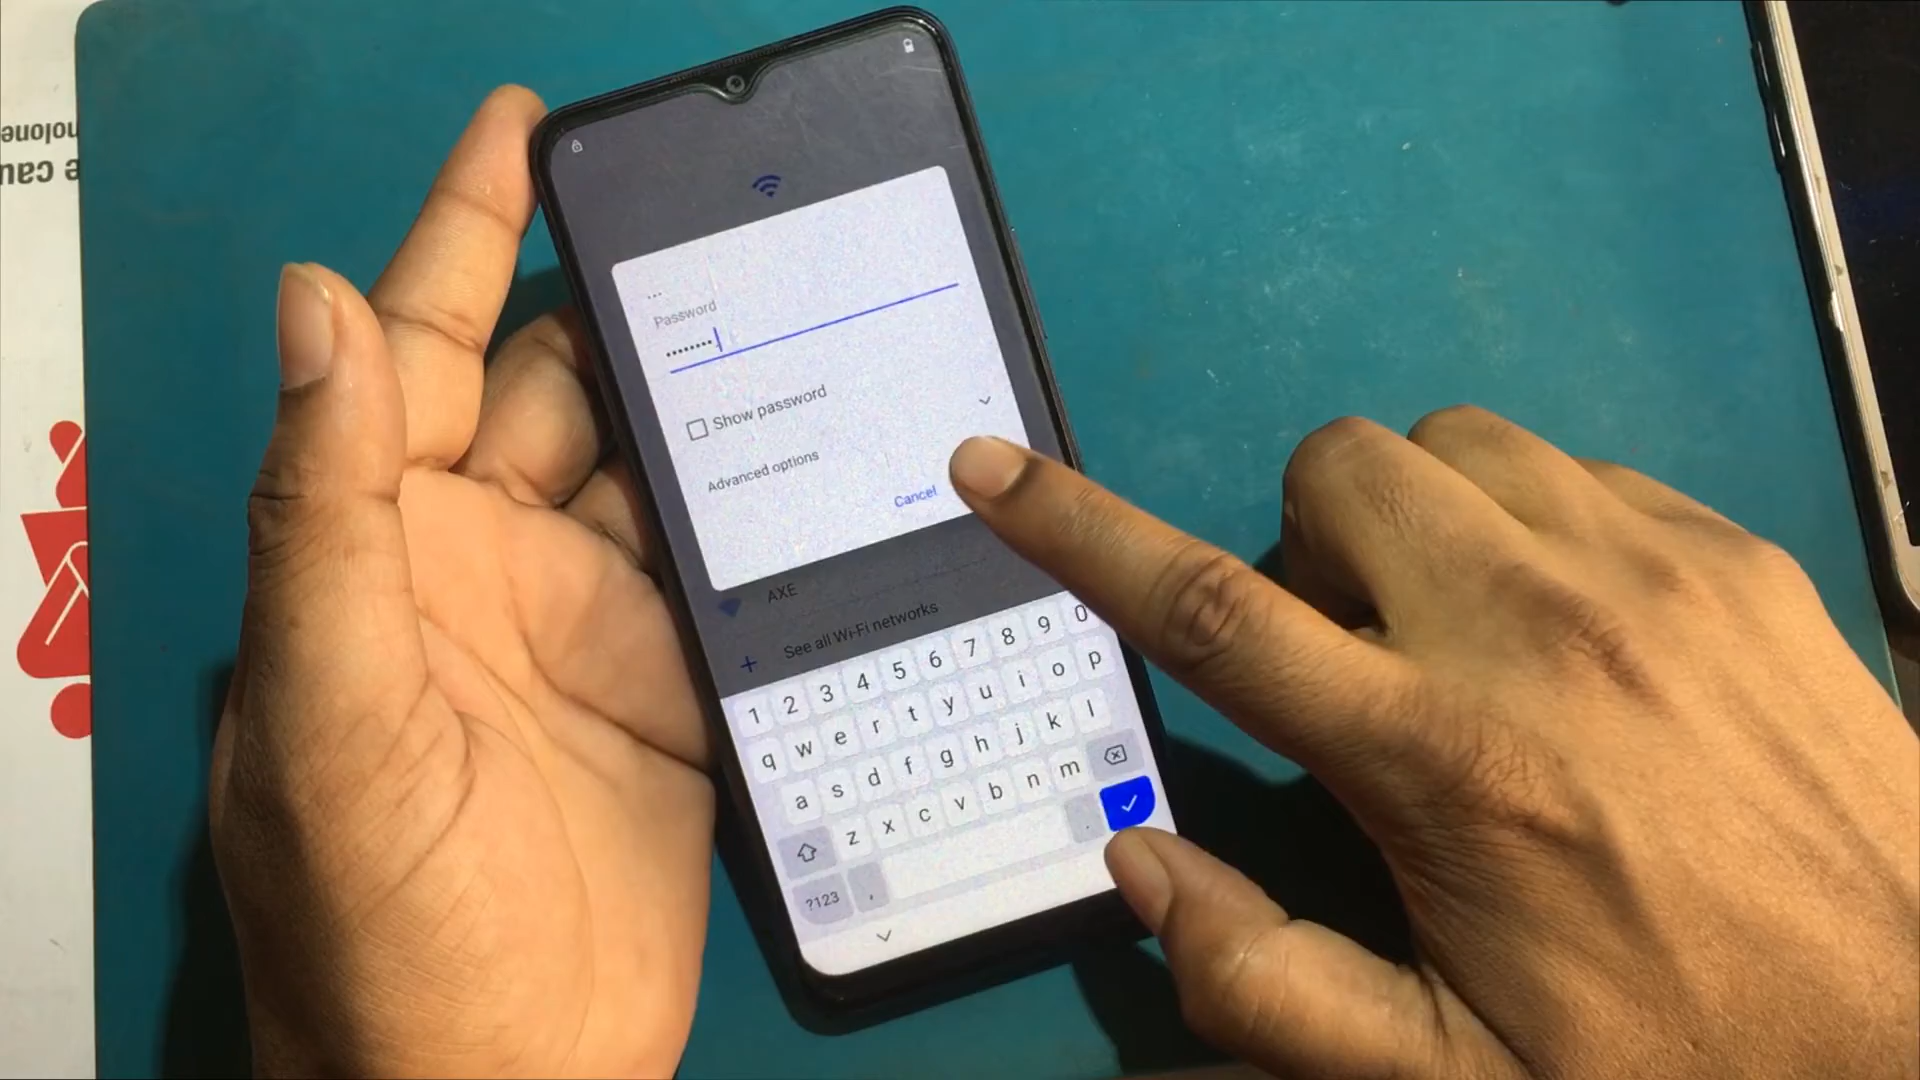 ...
Password
••••••••
Show password
Advanced options
Cancel
AXE
See all Wi-Fi networks
1 2 3 4 5 6 7 8 9 0
q w e r t y u i o p
a s d f g h j k l
z x c v b n m
?123 , .